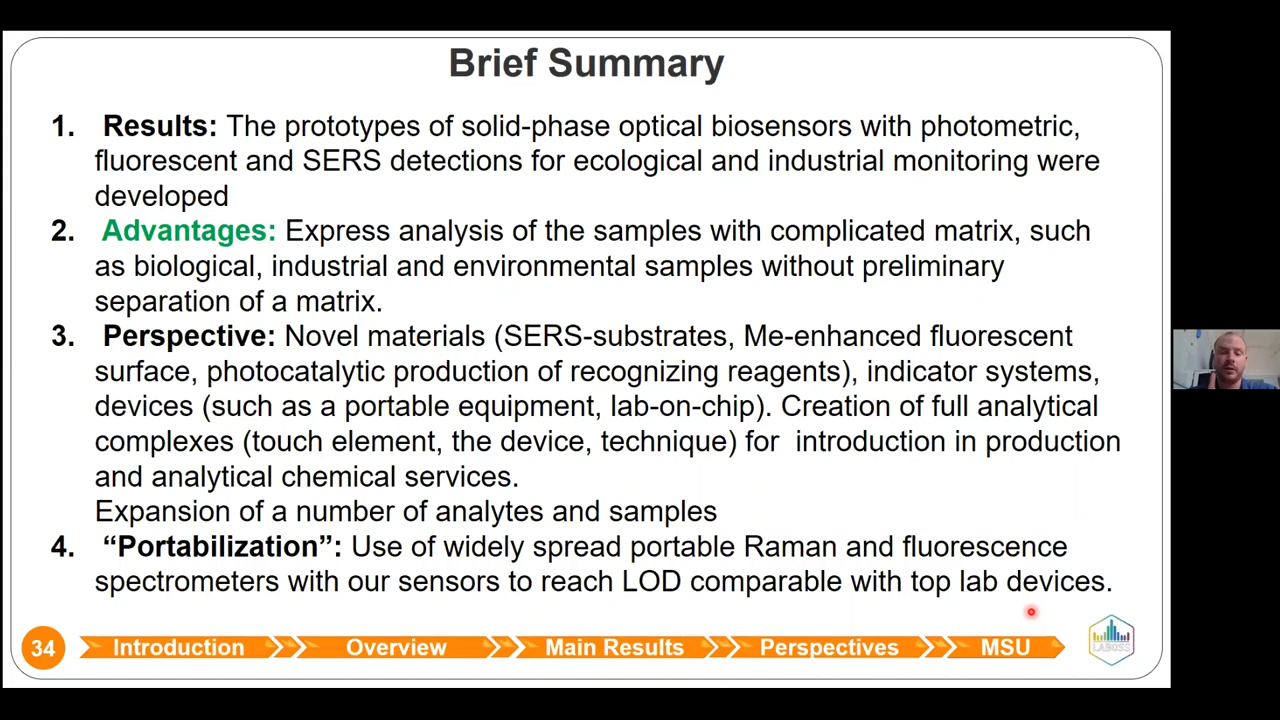 Brief Summary
1. Results: The prototypes of solid-phase optical biosensors with photometric,
fluorescent and SERS detections for ecological and industrial monitoring were
developed
2. Advantages: Express analysis of the samples with complicated matrix, such
as biological, industrial and environmental samples without preliminary
separation of a matrix.
3. Perspective: Novel materials (SERS-substrates, Me-enhanced fluorescent
surface, photocatalytic production of recognizing reagents), indicator systems,
devices (such as a portable equipment, lab-on-chip). Creation of full analytical
complexes (touch element, the device, technique) for introduction in production
and analytical chemical services.
Expansion of a number of analytes and samples
4. “Portabilization”: Use of widely spread portable Raman and fluorescence
spectrometers with our sensors to reach LOD comparable with top lab devices.
34 Introduction Overview Main Results Perspectives MSU
LABOSS